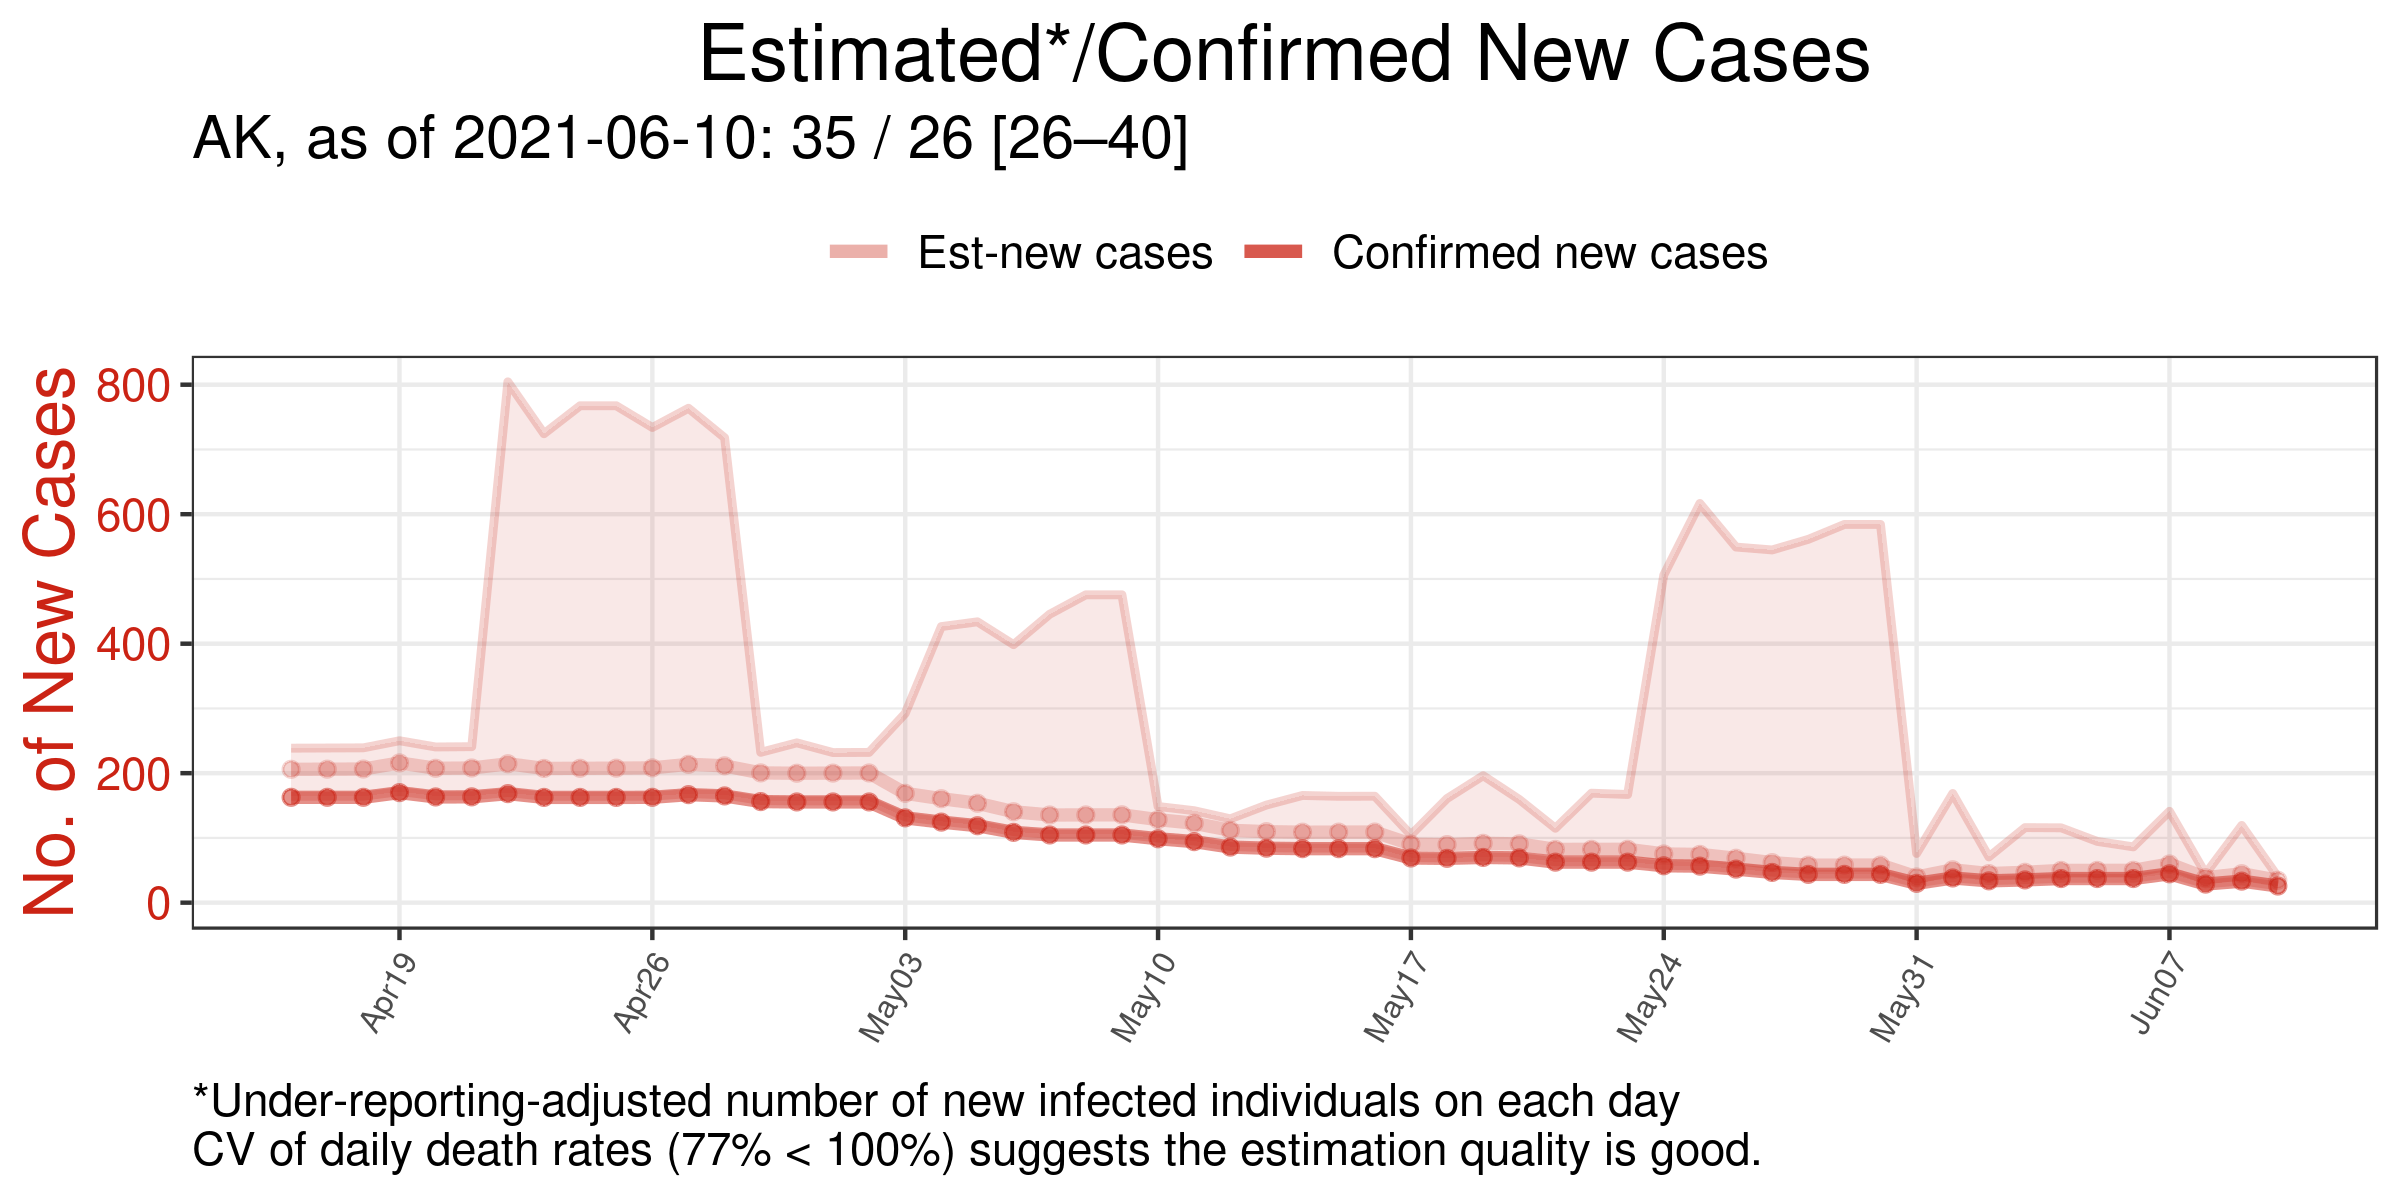 Estimated*/Confirmed New Cases
AK, as of 2021-06-10: 35 / 26 [26–40]
Est-new cases
Confirmed new cases
No. of New Cases
800
600
400
200
0
Apr19
Apr26
May03
May10
May17
May24
May31
Jun07
*Under-reporting-adjusted number of new infected individuals on each day
CV of daily death rates (77% < 100%) suggests the estimation quality is good.